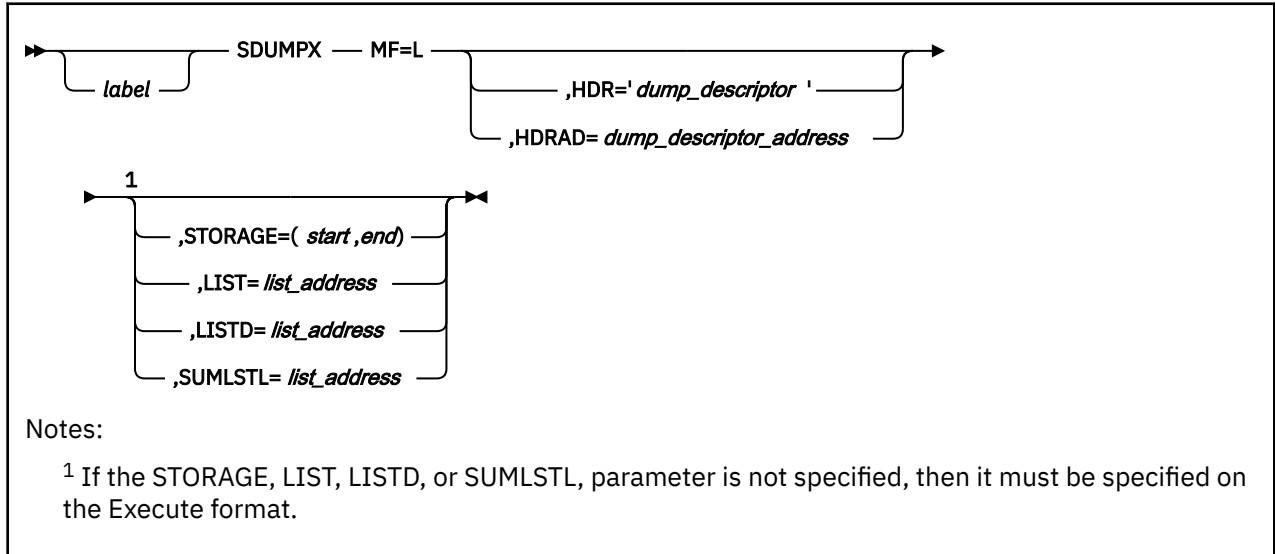 label SDUMPX MF=L
,HDR=' dump_descriptor '
,HDRAD= dump_descriptor_address
1
,STORAGE=( start ,end)
,LIST= list_address
,LISTD= list_address
,SUMLSTL= list_address
Notes:
1 If the STORAGE, LIST, LISTD, or SUMLSTL, parameter is not specified, then it must be specified on
the Execute format.